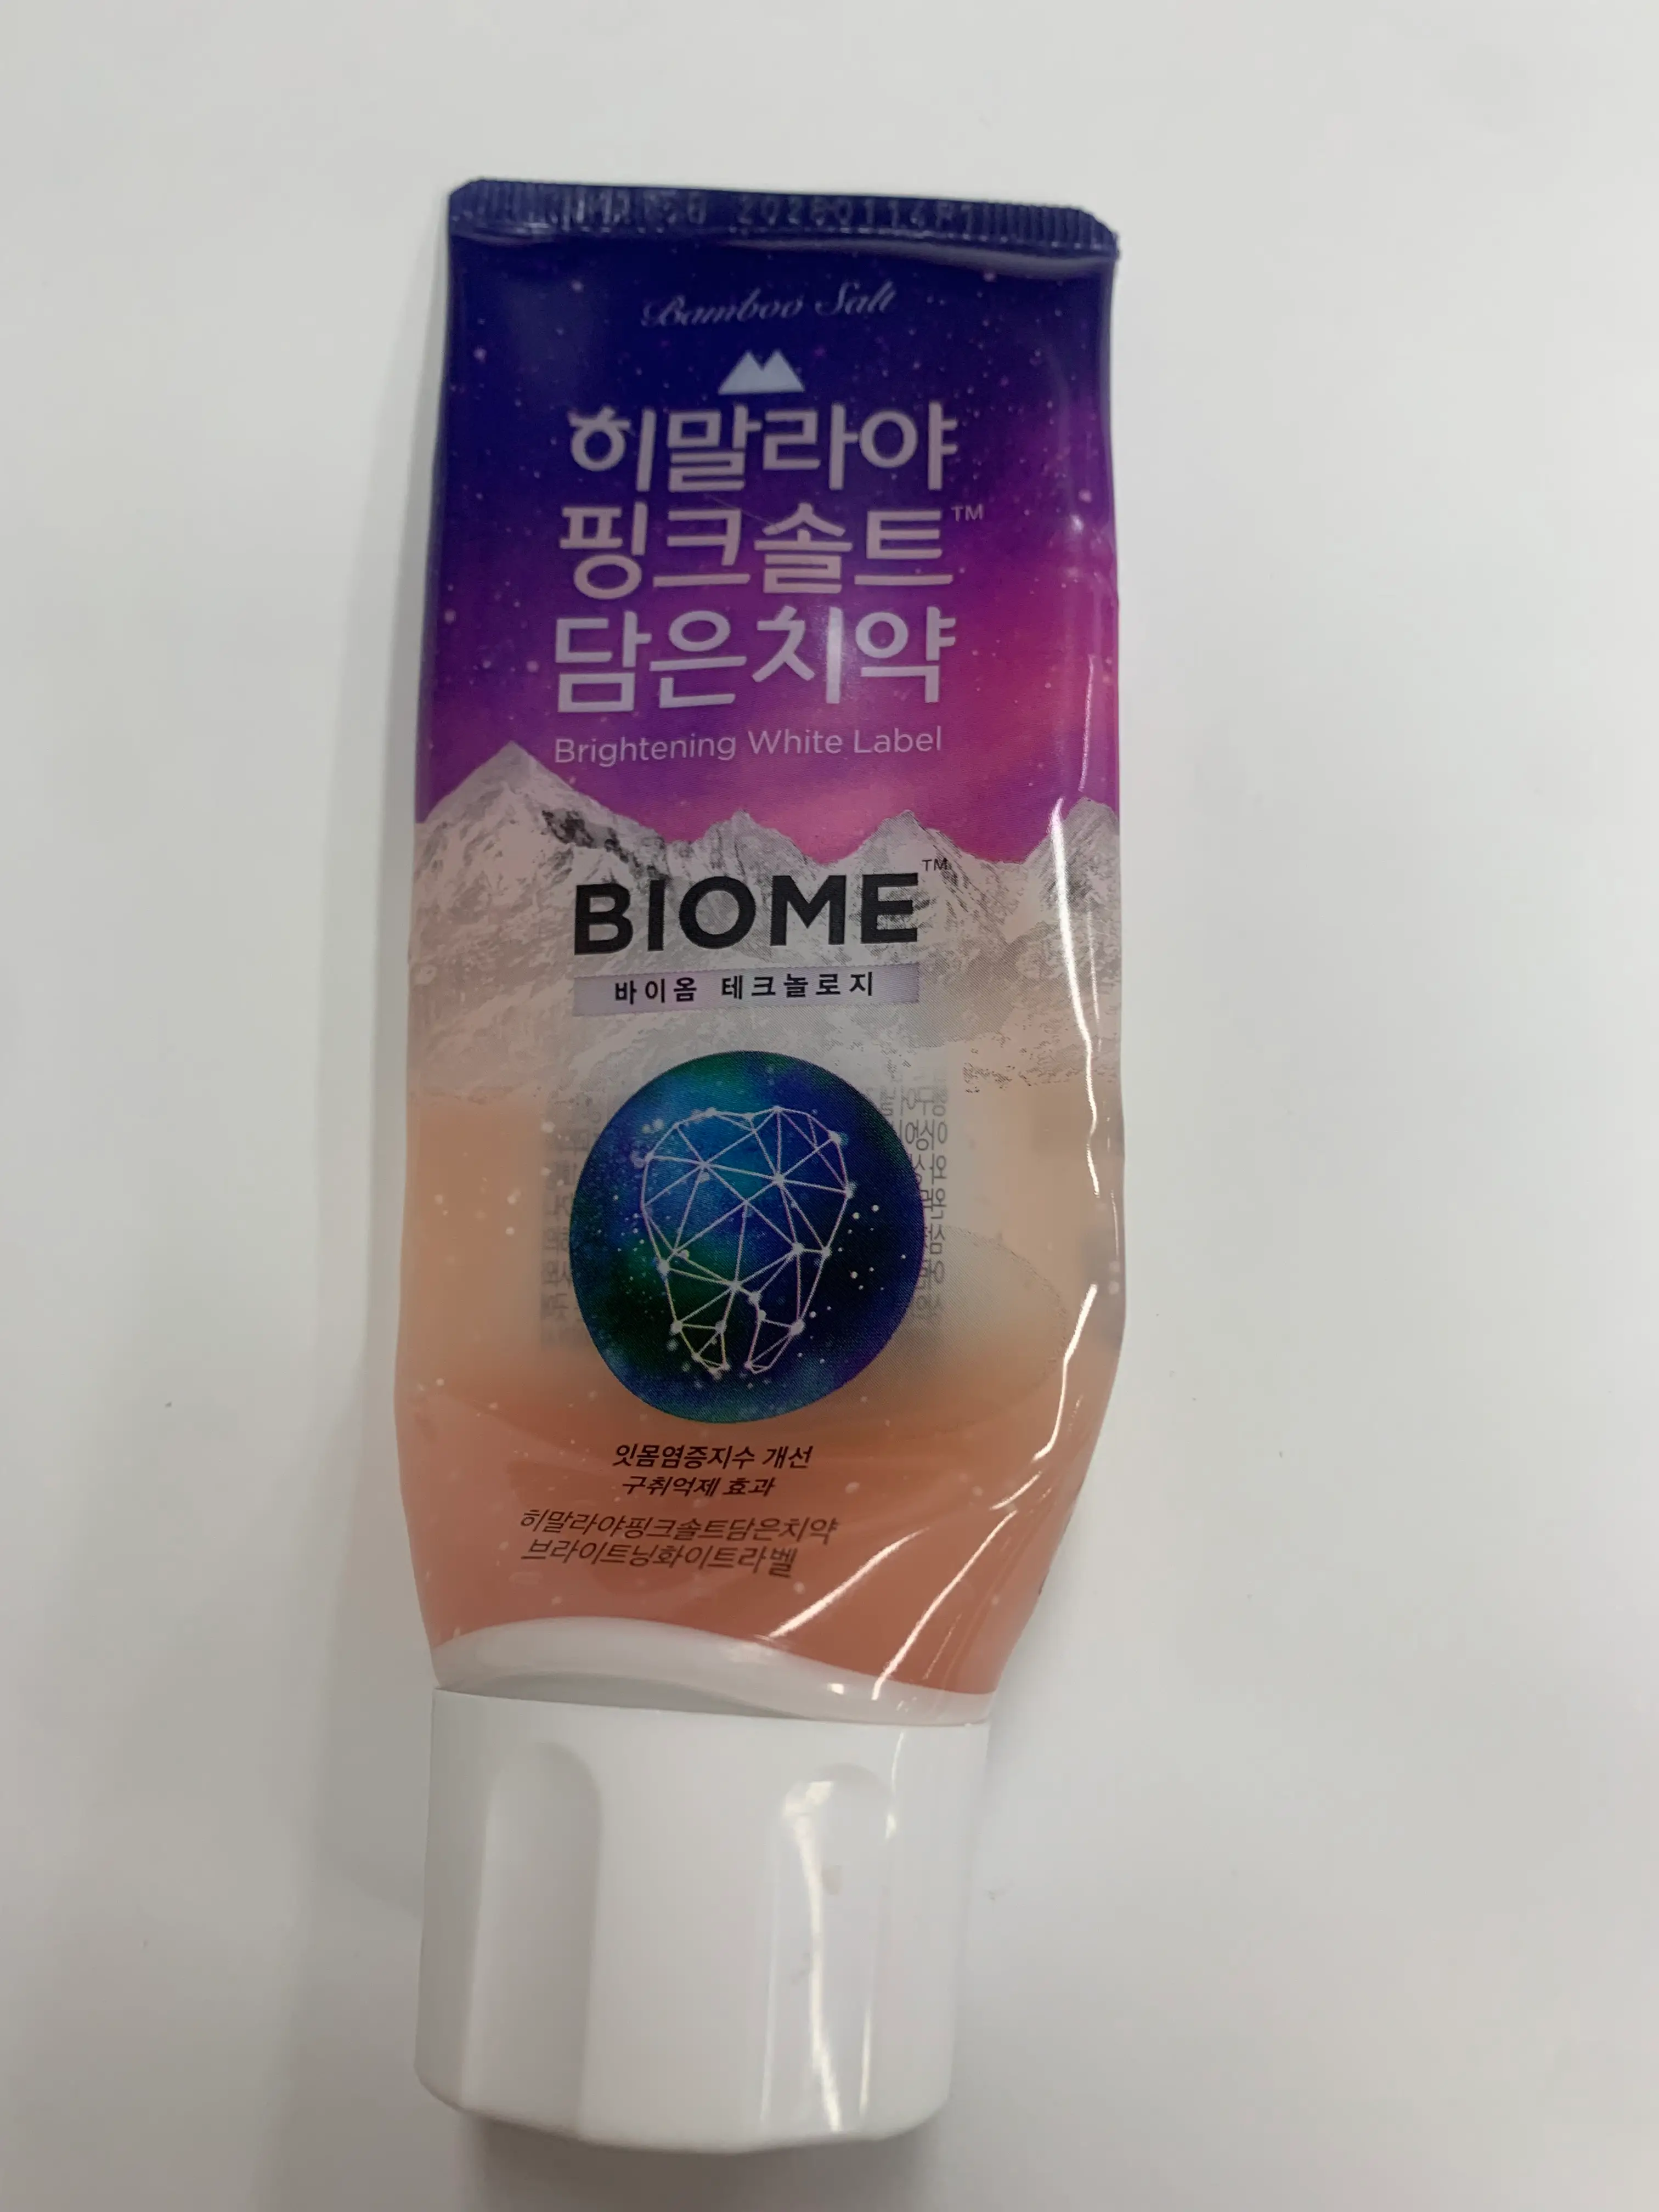 Bamboo Salt
히말라야
핑크솔트™
담은치약
Brightening White Label
BIOME™
바이옴 테크놀로지
잇몸염증지수 개선
구취억제 효과
히말라야핑크솔트담은치약
브라이트닝화이트라벨